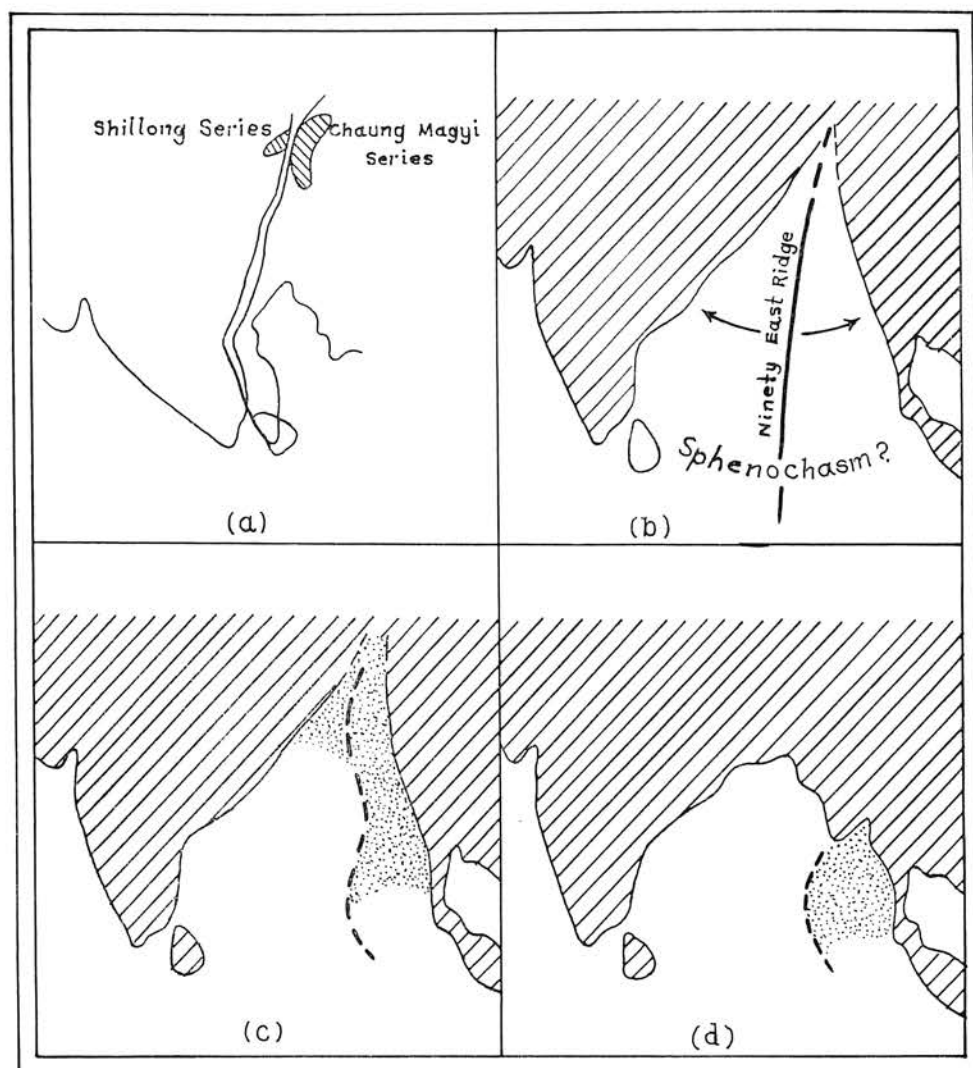 Shillong Series
Chaung Magyi
Series
(a)
Ninety East Ridge
Sphenochasm?
(b)
(c)
(d)